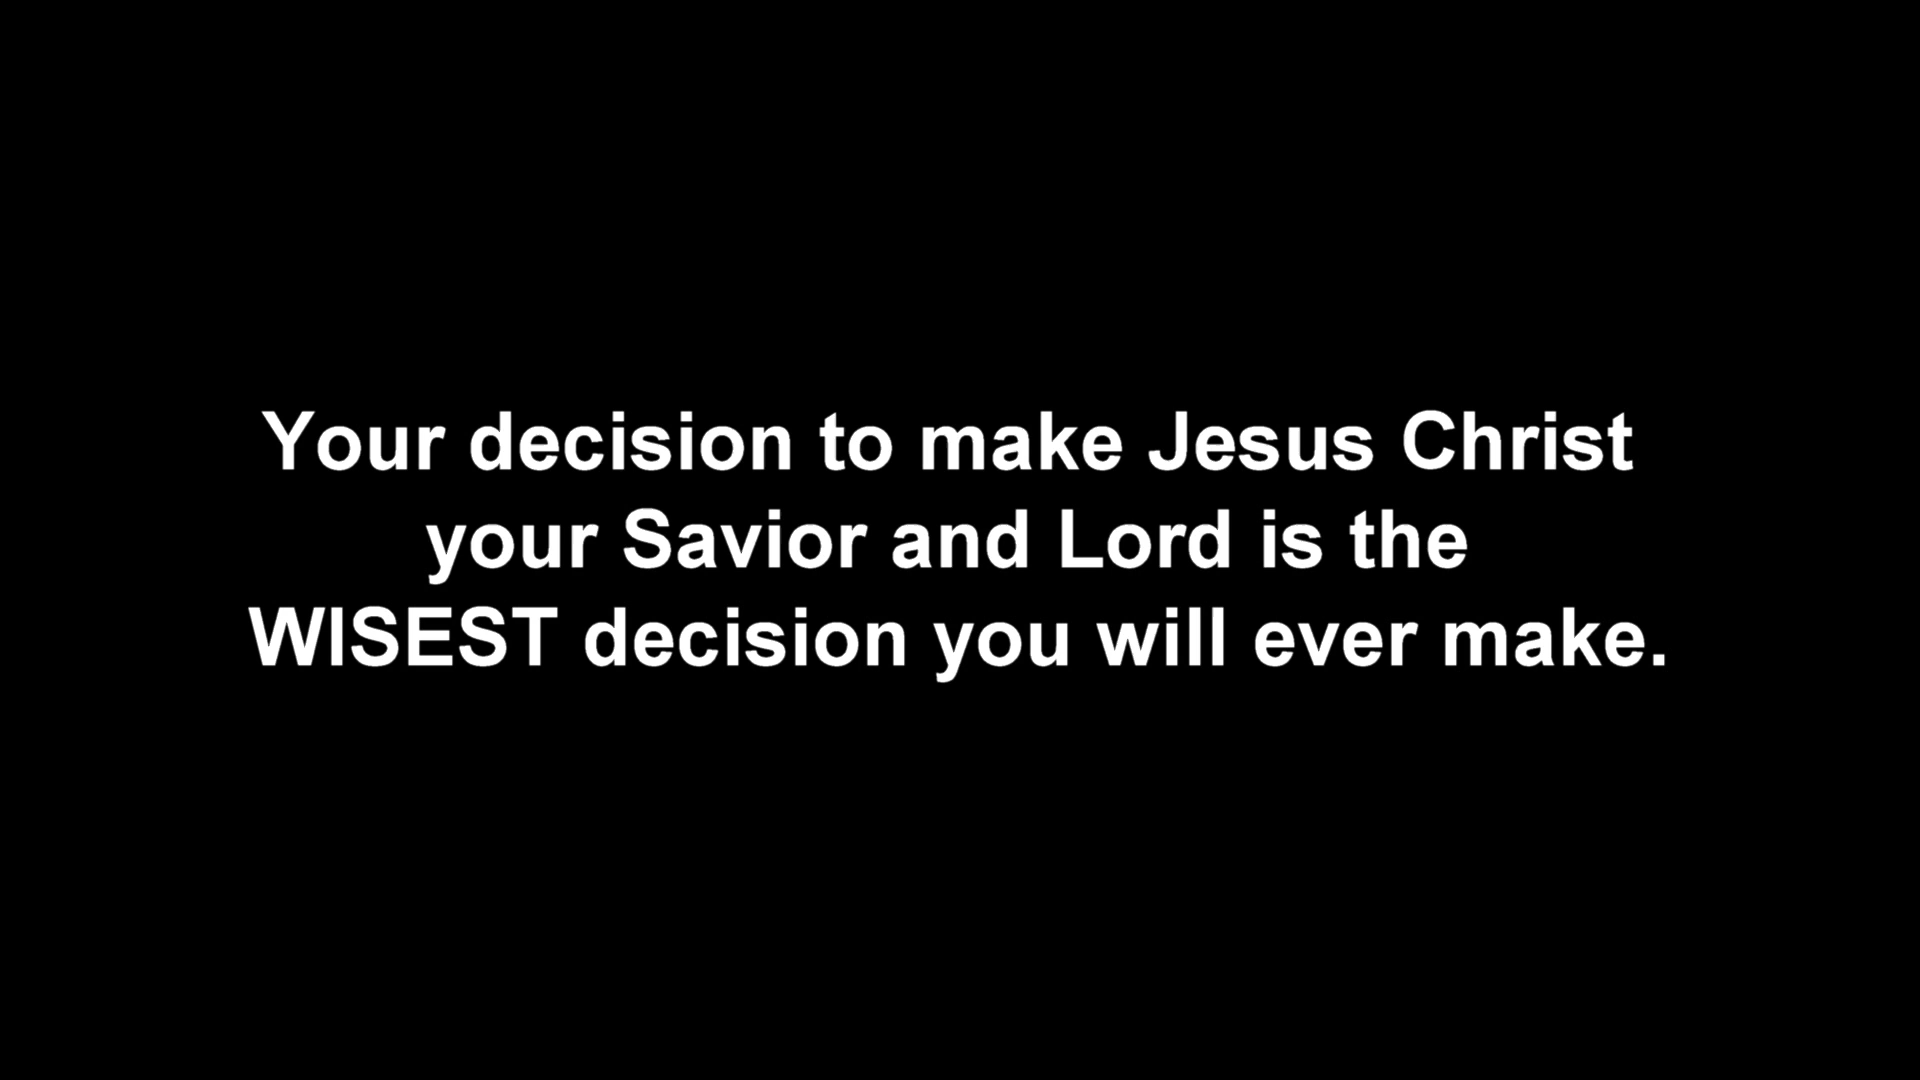 Your decision to make Jesus Christ
your Savior and Lord is the
WISEST decision you will ever make.